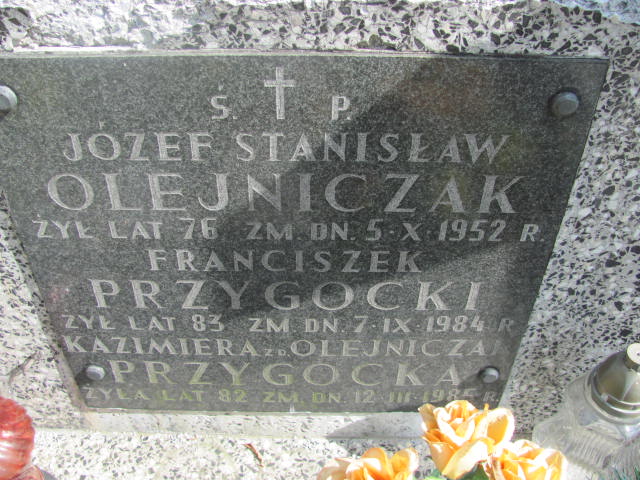 Ś. P.
JÓZEF STANISŁAW
OLEJNICZAK
ŻYŁ LAT 76 ZM. DN. 5-X-1952 R.
FRANCISZEK
PRZYGOCKI
ŻYŁ LAT 83 ZM DN. 7-IX-1984 R
KAZIMIERA Z D. OLEJNICZAK
PRZYGOCKA
ŻYŁA LAT 82 ZM. DN. 12-III-1985 R.